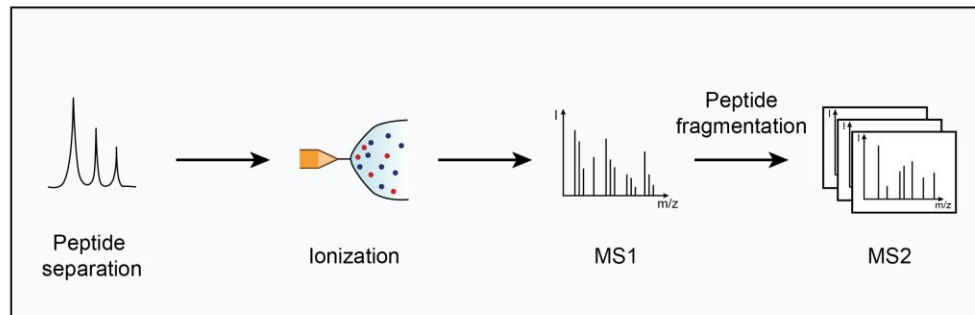 Peptide
separation
Ionization
I
m/z
MS1
Peptide
fragmentation
I
I
I
m/z
MS2